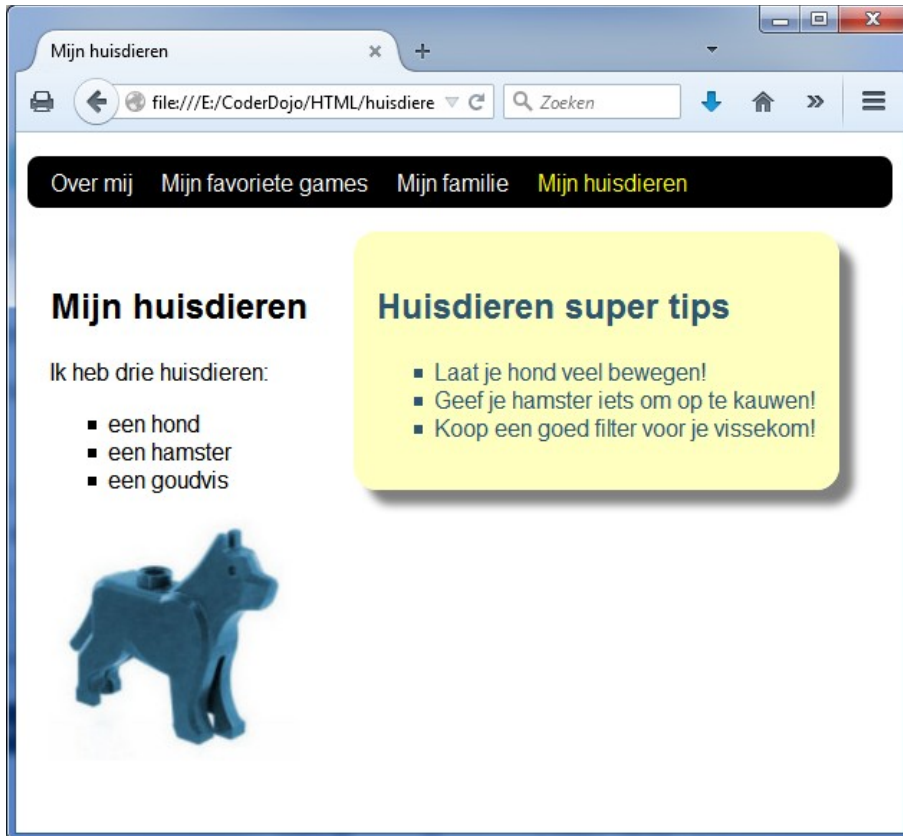 Mijn huisdieren
file:///E:/CoderDojo/HTML/huisdiere
Zoeken
Over mij Mijn favoriete games Mijn familie Mijn huisdieren
Mijn huisdieren
Ik heb drie huisdieren:
een hond
een hamster
een goudvis
Huisdieren super tips
Laat je hond veel bewegen!
Geef je hamster iets om op te kauwen!
Koop een goed filter voor je vissekom!